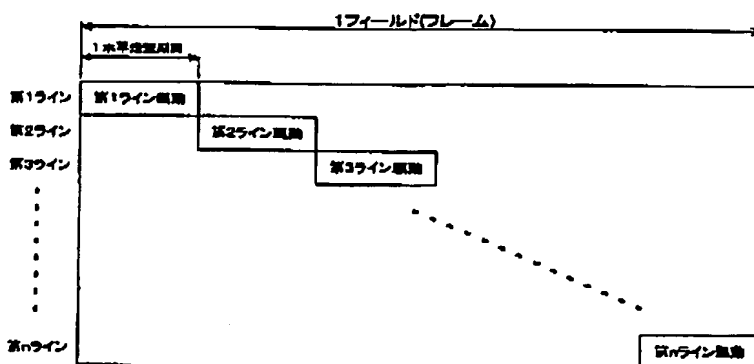 1フィールド(フレーム)
1水平走査期間
第1ライン
第1ライン駆動
第2ライン
第2ライン駆動
第3ライン
第3ライン駆動
第nライン
第nライン駆動